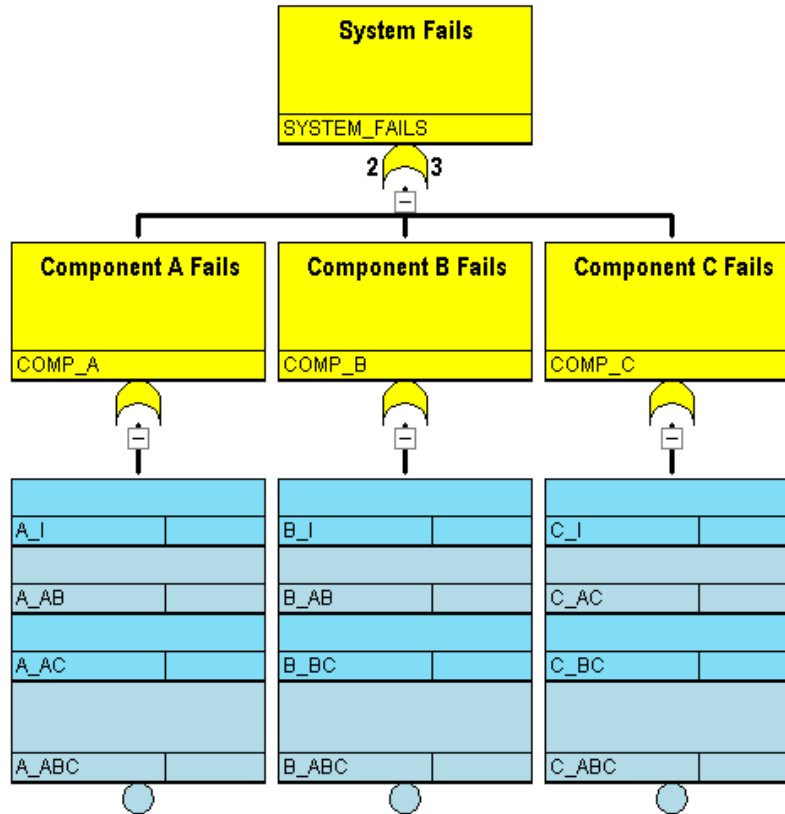 System Fails
SYSTEM_FAILS
2 3
Component A Fails
Component B Fails
Component C Fails
COMP_A
COMP_B
COMP_C
A_I
B_I
C_I
A_AB
B_AB
C_AC
A_AC
B_BC
C_BC
A_ABC
B_ABC
C_ABC